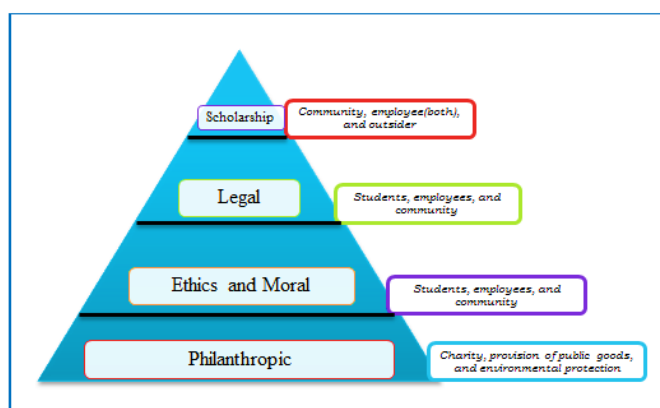 Scholarship
Community, employee(both),
and outsider
Legal
Students, employees, and
community
Ethics and Moral
Students, employees, and
community
Philanthropic
Charity, provision of public goods,
and environmental protection